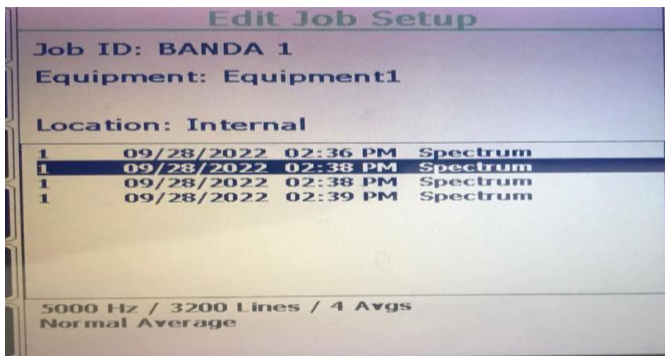 Edit Job Setup
Job ID: BANDA 1
Equipment: Equipment1
Location: Internal
1 09/28/2022 02:36 PM Spectrum
1 09/28/2022 02:38 PM Spectrum
1 09/28/2022 02:38 PM Spectrum
1 09/28/2022 02:39 PM Spectrum
5000 Hz / 3200 Lines / 4 Avgs
Normal Average